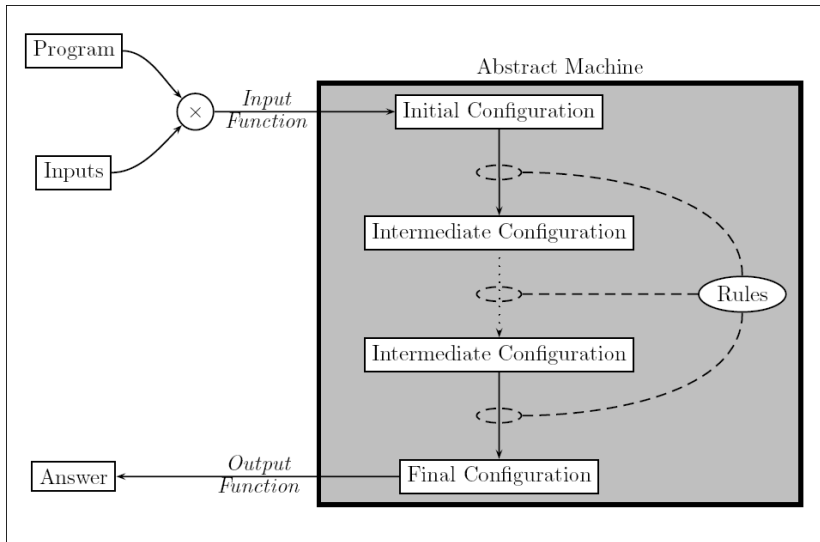 Program
Abstract Machine
×
Input
Function
Initial Configuration
Inputs
Intermediate Configuration
Rules
Intermediate Configuration
Answer
Output
Function
Final Configuration